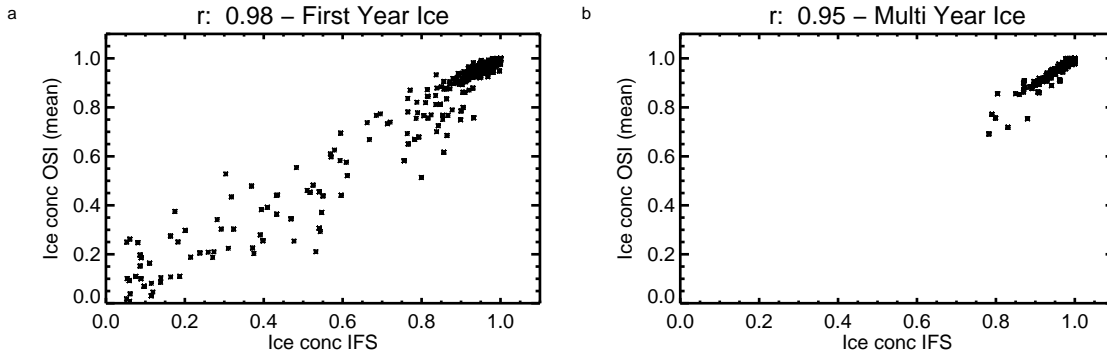 a
r: 0.98 – First Year Ice
Ice conc OSI (mean)
1.0
0.8
0.6
0.4
0.2
0.0
0.0 0.2 0.4 0.6 0.8 1.0
Ice conc IFS
b
r: 0.95 – Multi Year Ice
Ice conc OSI (mean)
1.0
0.8
0.6
0.4
0.2
0.0
0.0 0.2 0.4 0.6 0.8 1.0
Ice conc IFS